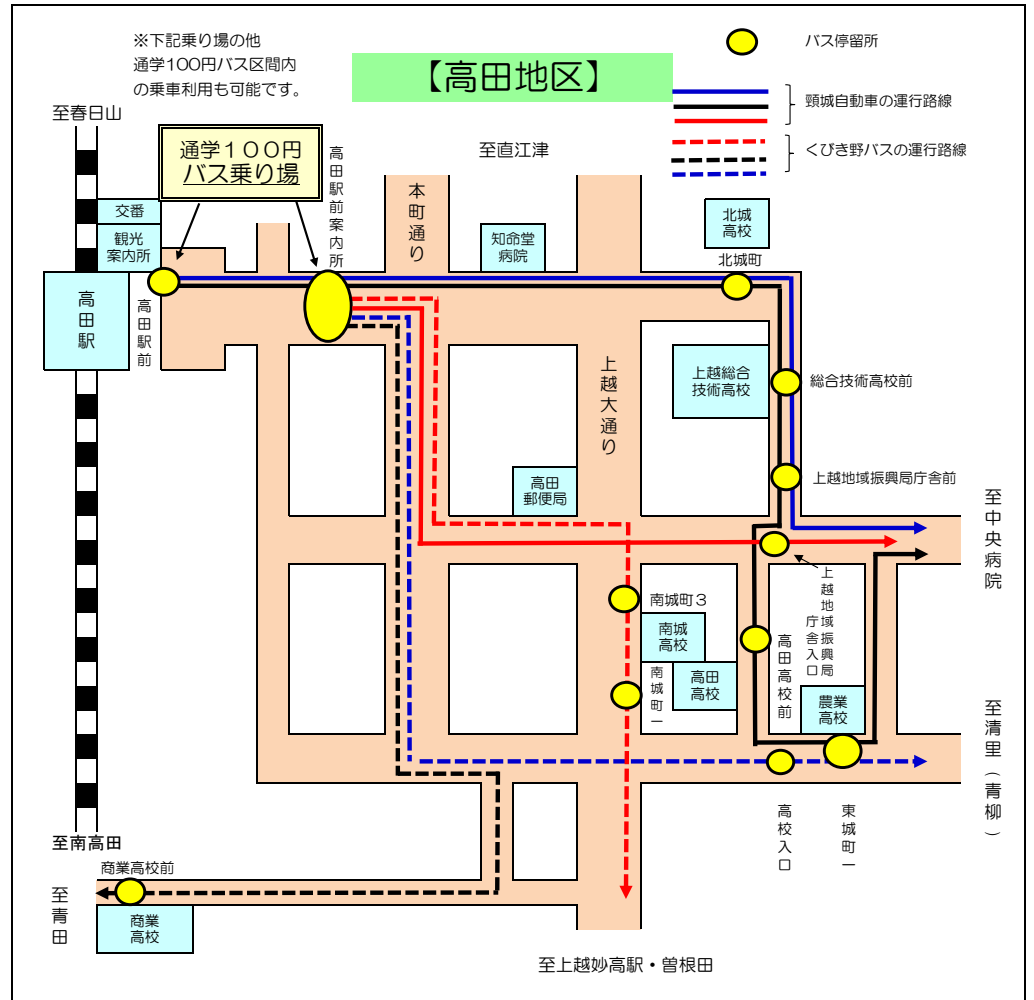 ※下記乗り場の他
通学100円バス区間内
の乗車利用も可能です。
【高田地区】
バス停留所
頸城自動車の運行路線
くびき野バスの運行路線
至春日山
通学100円
バス乗り場
高田駅前案内所
本町通り
至直江津
交番
観光
案内所
知命堂
病院
北城
高校
北城町
高田駅
高田駅前
上越大通り
上越総合
技術高校
総合技術高校前
高田
郵便局
上越地域振興局庁舎前
至中央病院
上越地域振興局
庁舎入口
南城町3
南城
高校
高田
高校
南城町一
高田高校前
農業
高校
至清里(青柳)
高校入口
東城町一
至南高田
商業高校前
至青田
商業
高校
至上越妙高駅・曽根田